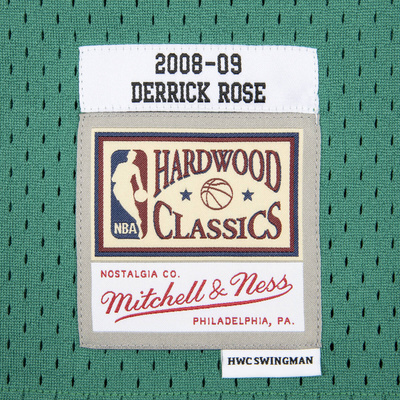 2008-09
DERRICK ROSE
HARDWOOD
NBA
CLASSICS
NOSTALGIA CO.
Mitchell & Ness
PHILADELPHIA, PA.
HWC SWINGMAN